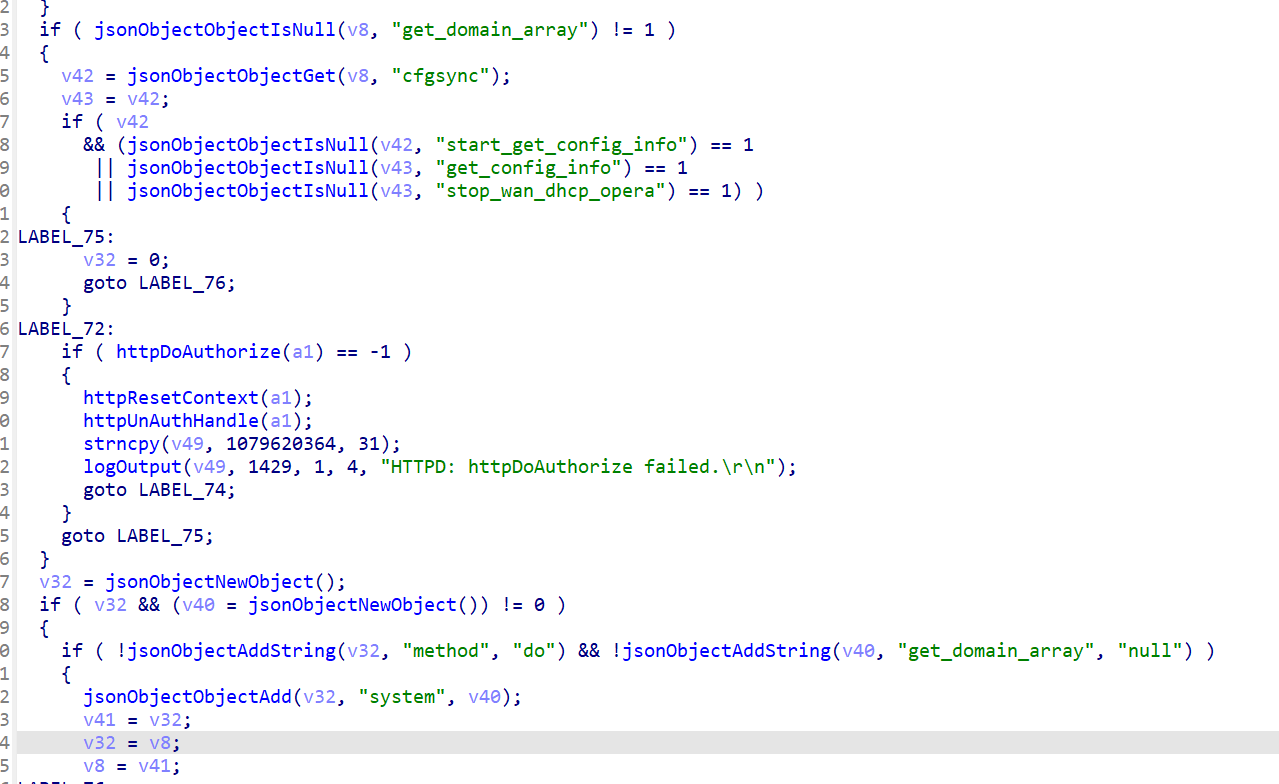 2 }
3 if ( jsonObjectObjectIsNull(v8, "get_domain_array") != 1 )
4 {
5 v42 = jsonObjectObjectGet(v8, "cfgsync");
6 v43 = v42;
7 if ( v42
8 && (jsonObjectObjectIsNull(v42, "start_get_config_info") == 1
9 || jsonObjectObjectIsNull(v43, "get_config_info") == 1
0 || jsonObjectObjectIsNull(v43, "stop_wan_dhcp_opera") == 1) )
1 {
2 LABEL_75:
3 v32 = 0;
4 goto LABEL_76;
5 }
6 LABEL_72:
7 if ( httpDoAuthorize(a1) == -1 )
8 {
9 httpResetContext(a1);
0 httpUnAuthHandle(a1);
1 strncpy(v49, 1079620364, 31);
2 logOutput(v49, 1429, 1, 4, "HTTPD: httpDoAuthorize failed.\r\n");
3 goto LABEL_74;
4 }
5 goto LABEL_75;
6 }
7 v32 = jsonObjectNewObject();
8 if ( v32 && (v40 = jsonObjectNewObject()) != 0 )
9 {
0 if ( !jsonObjectAddString(v32, "method", "do") && !jsonObjectAddString(v40, "get_domain_array", "null") )
1 {
2 jsonObjectObjectAdd(v32, "system", v40);
3 v41 = v32;
4 v32 = v8;
5 v8 = v41;